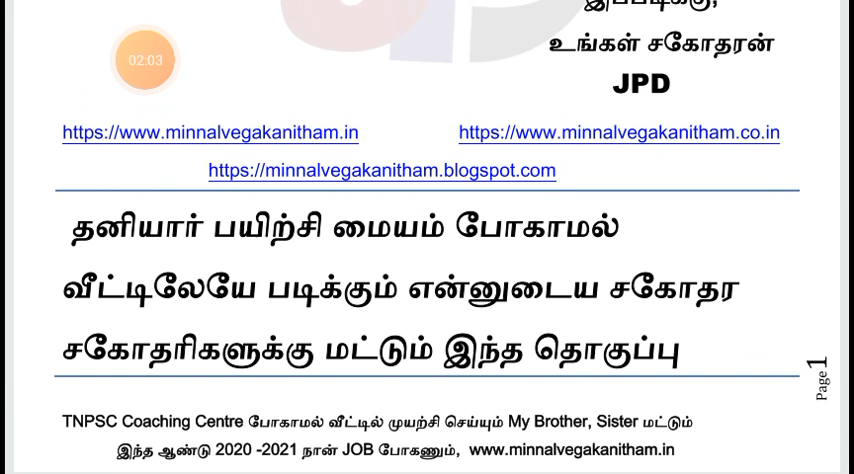 இப்படிக்கு,
உங்கள் சகோதரன்
02:03
JPD
https://www.minnalvegakanitham.in https://www.minnalvegakanitham.co.in
https://minnalvegakanitham.blogspot.com
தனியார் பயிற்சி மையம் போகாமல்
வீட்டிலேயே படிக்கும் என்னுடைய சகோதர
சகோதரிகளுக்கு மட்டும் இந்த தொகுப்பு
Page 1
TNPSC Coaching Centre போகாமல் வீட்டில் முயற்சி செய்யும் My Brother, Sister மட்டும்
இந்த ஆண்டு 2020 -2021 நான் JOB போகணும், www.minnalvegakanitham.in